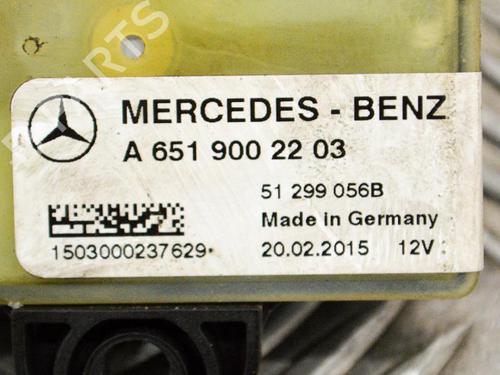 MERCEDES - BENZ
A 651 900 22 03
51 299 056B
Made in Germany
1503000237629
20.02.2015 12V